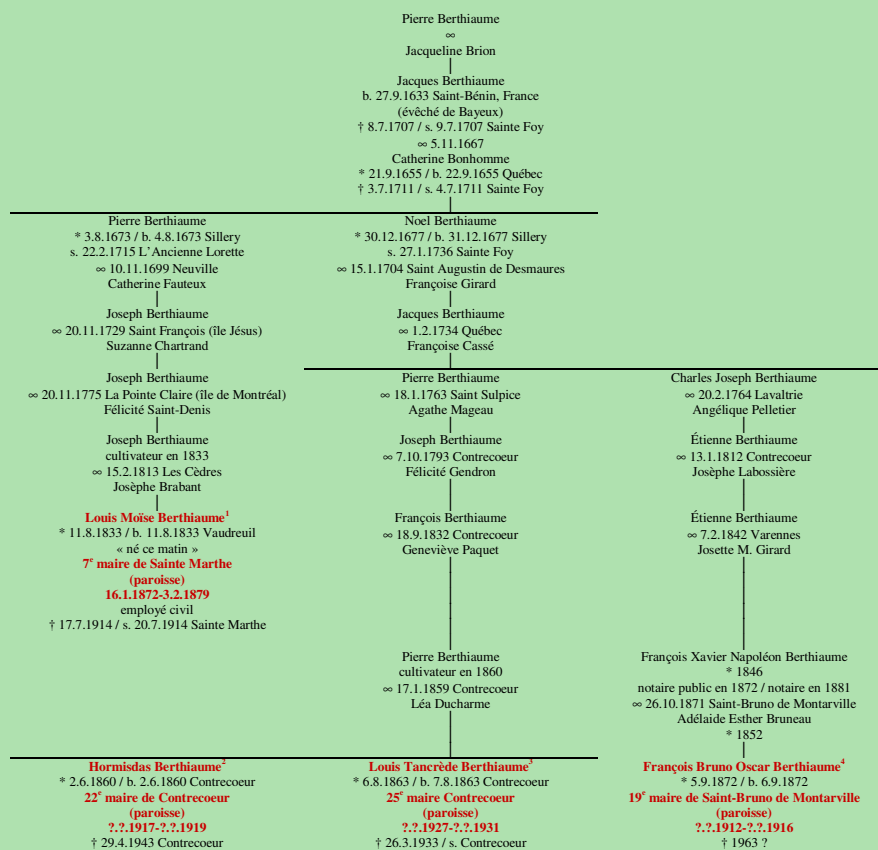 Pierre Berthiaume
∞
Jacqueline Brion
Jacques Berthiaume
b. 27.9.1633 Saint-Bénin, France
(évêché de Bayeux)
† 8.7.1707 / s. 9.7.1707 Sainte Foy
∞ 5.11.1667
Catherine Bonhomme
* 21.9.1655 / b. 22.9.1655 Québec
† 3.7.1711 / s. 4.7.1711 Sainte Foy
Pierre Berthiaume
* 3.8.1673 / b. 4.8.1673 Sillery
s. 22.2.1715 L'Ancienne Lorette
∞ 10.11.1699 Neuville
Catherine Fauteux
Noel Berthiaume
* 30.12.1677 / b. 31.12.1677 Sillery
s. 27.1.1736 Sainte Foy
∞ 15.1.1704 Saint Augustin de Desmaures
Françoise Girard
Joseph Berthiaume
∞ 20.11.1729 Saint François (île Jésus)
Suzanne Chartrand
Jacques Berthiaume
∞ 1.2.1734 Québec
Françoise Cassé
Joseph Berthiaume
∞ 20.11.1775 La Pointe Claire (île de Montréal)
Félicité Saint-Denis
Pierre Berthiaume
∞ 18.1.1763 Saint Sulpice
Agathe Mageau
Charles Joseph Berthiaume
∞ 20.2.1764 Lavaltrie
Angélique Pelletier
Joseph Berthiaume
cultivateur en 1833
∞ 15.2.1813 Les Cèdres
Josèphe Brabant
Joseph Berthiaume
∞ 7.10.1793 Contrecoeur
Félicité Gendron
Étienne Berthiaume
∞ 13.1.1812 Contrecoeur
Josèphe Labossière
Louis Moïse Berthiaume¹
* 11.8.1833 / b. 11.8.1833 Vaudreuil
« né ce matin »
7e maire de Sainte Marthe
(paroisse)
16.1.1872-3.2.1879
employé civil
† 17.7.1914 / s. 20.7.1914 Sainte Marthe
François Berthiaume
∞ 18.9.1832 Contrecoeur
Geneviève Paquet
Étienne Berthiaume
∞ 7.2.1842 Varennes
Josette M. Girard
Pierre Berthiaume
cultivateur en 1860
∞ 17.1.1859 Contrecoeur
Léa Ducharme
François Xavier Napoléon Berthiaume
* 1846
notaire public en 1872 / notaire en 1881
∞ 26.10.1871 Saint-Bruno de Montarville
Adélaide Esther Bruneau
* 1852
Hormisdas Berthiaume²
* 2.6.1860 / b. 2.6.1860 Contrecoeur
22e maire de Contrecoeur
(paroisse)
?.?.1917-?.?.1919
† 29.4.1943 Contrecoeur
Louis Tancrède Berthiaume³
* 6.8.1863 / b. 7.8.1863 Contrecoeur
25e maire Contrecoeur
(paroisse)
?.?.1927-?.?.1931
† 26.3.1933 / s. Contrecoeur
François Bruno Oscar Berthiaume⁴
* 5.9.1872 / b. 6.9.1872
19e maire de Saint-Bruno de Montarville
(paroisse)
?.?.1912-?.?.1916
† 1963 ?